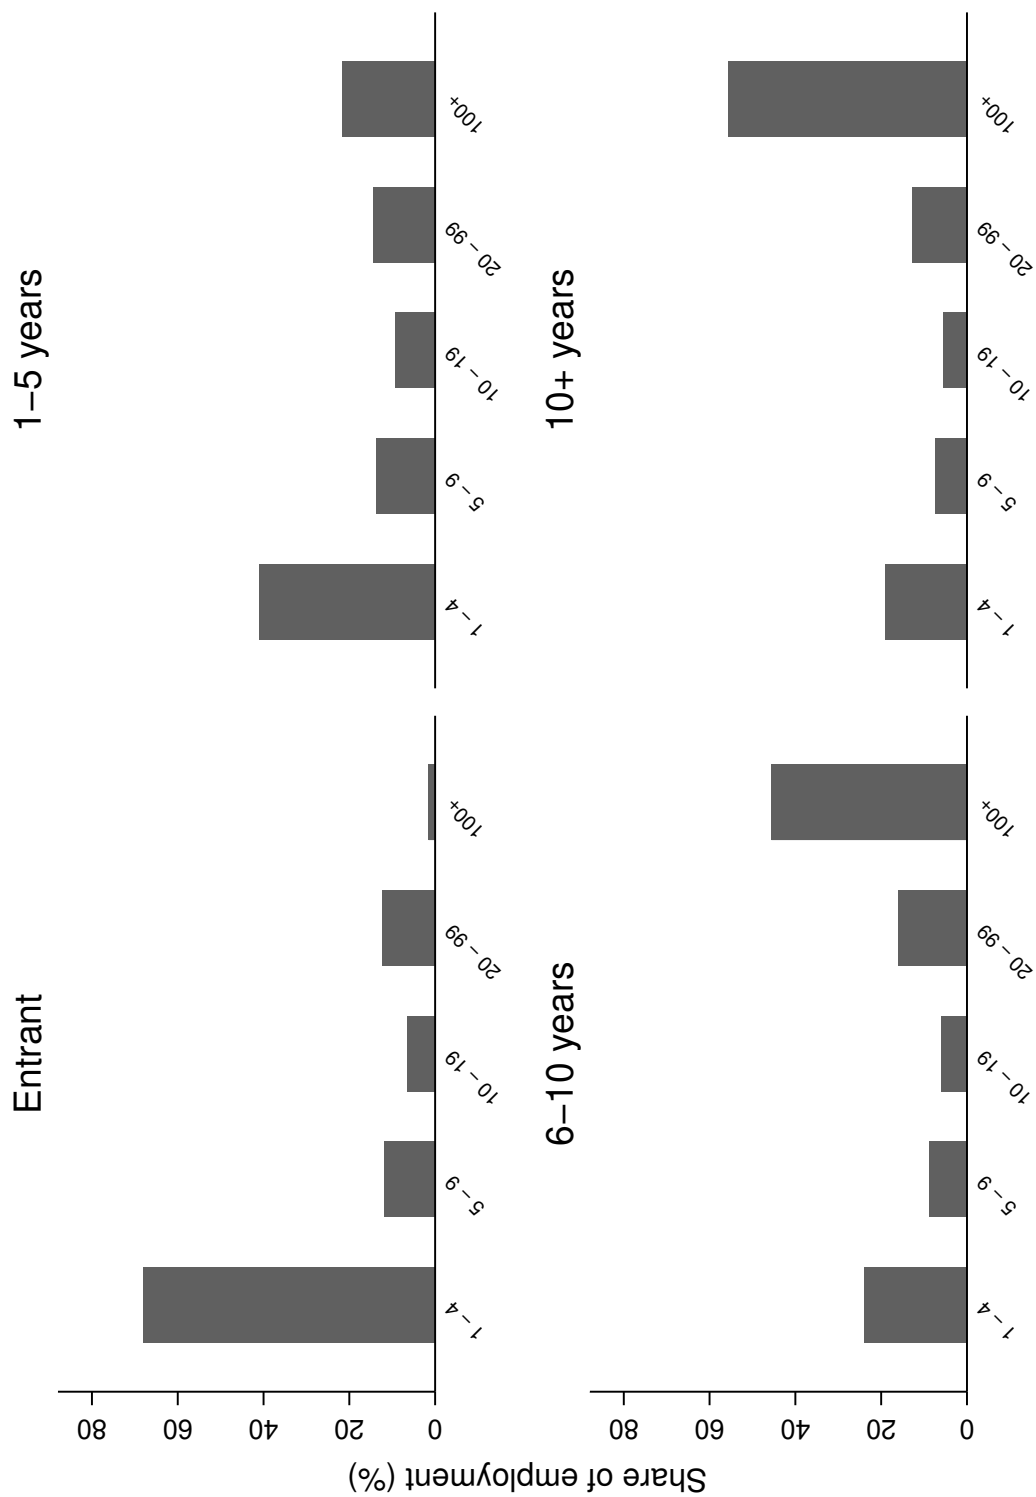 Share of employment (%)
Entrant
80
60
40
20
0
1 – 4
5 – 9
10 – 19
20 – 99
100+
1–5 years
1 – 4
5 – 9
10 – 19
20 – 99
100+
6–10 years
80
60
40
20
0
1 – 4
5 – 9
10 – 19
20 – 99
100+
10+ years
1 – 4
5 – 9
10 – 19
20 – 99
100+